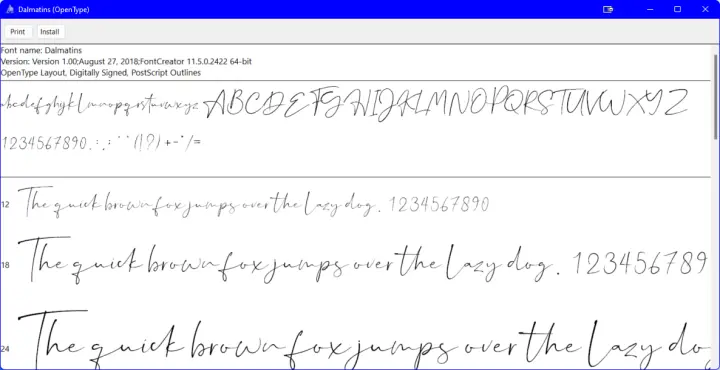 Dalmatins (OpenType)
Print Install
Font name: Dalmatins
Version: Version 1.00;August 27, 2018;FontCreator 11.5.0.2422 64-bit
OpenType Layout, Digitally Signed, PostScript Outlines
abcdefghijklmnopqrstuvwxyz ABCDEFGHIJKLMNOPQRSTUVWXYZ
1234567890.:,; ' " (!?) +-*/=
12 The quick brown fox jumps over the lazy dog. 1234567890
18 The quick brown fox jumps over the lazy dog. 123456789
24 The quick brown fox jumps over the lazy do